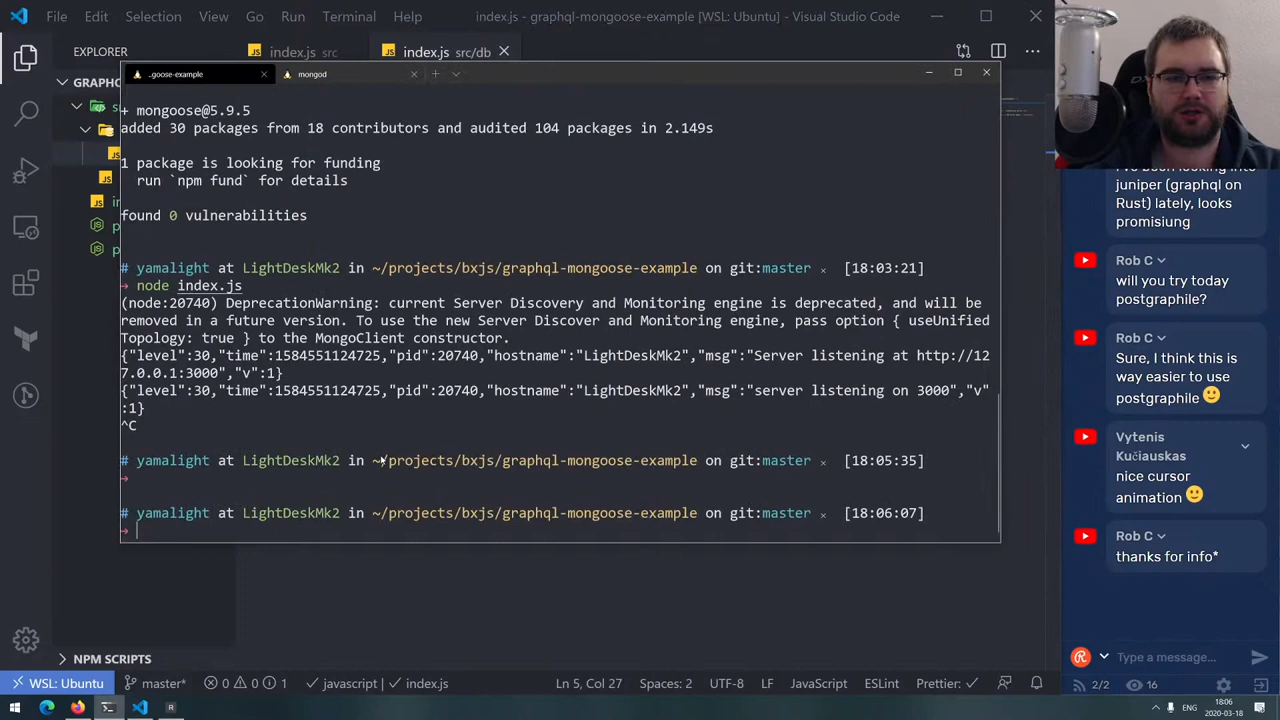 File Edit Selection View Go Run Terminal Help
index.js - graphql-mongoose-example [WSL: Ubuntu] - Visual Studio Code
EXPLORER
index.js src
index.js src/db
GRAPHQ
..goose-example
mongod
+ mongoose@5.9.5
added 30 packages from 18 contributors and audited 104 packages in 2.149s
1 package is looking for funding
run `npm fund` for details
found 0 vulnerabilities
# yamalight at LightDeskMk2 in ~/projects/bxjs/graphql-mongoose-example on git:master × [18:03:21]
→ node index.js
(node:20740) DeprecationWarning: current Server Discovery and Monitoring engine is deprecated, and will be
removed in a future version. To use the new Server Discover and Monitoring engine, pass option { useUnified
Topology: true } to the MongoClient constructor.
{"level":30,"time":1584551124725,"pid":20740,"hostname":"LightDeskMk2","msg":"Server listening at http://12
7.0.0.1:3000","v":1}
{"level":30,"time":1584551124725,"pid":20740,"hostname":"LightDeskMk2","msg":"server listening on 3000","v"
:1}
^C
# yamalight at LightDeskMk2 in ~/projects/bxjs/graphql-mongoose-example on git:master × [18:05:35]
→
# yamalight at LightDeskMk2 in ~/projects/bxjs/graphql-mongoose-example on git:master × [18:06:07]
→
NPM SCRIPTS
WSL: Ubuntu master* 0 0 1 javascript index.js Ln 5, Col 27 Spaces: 2 UTF-8 LF JavaScript ESLint Prettier: ✓
I've been looking into
juniper (graphql on
Rust) lately, looks
promisiung
Rob C
will you try today
postgraphile?
Rob C
Sure, I think this is
way easier to use
postgraphile 🙂
Vytenis
Kučiauskas
nice cursor
animation 🙂
Rob C
thanks for info*
Type a message...
2/2 16
ENG
18:06
2020-03-18